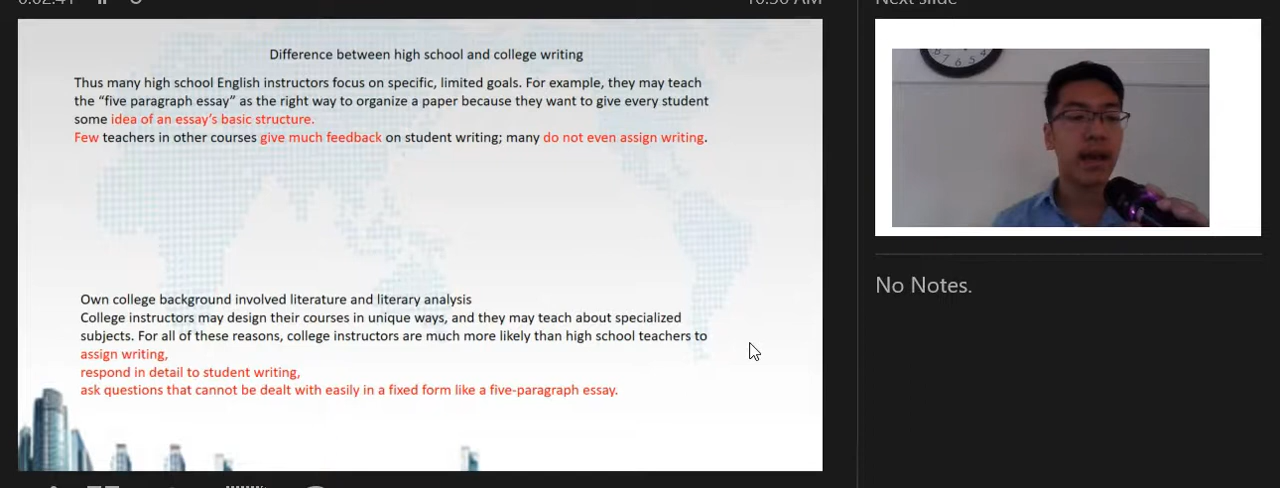 Difference between high school and college writing
Thus many high school English instructors focus on specific, limited goals. For example, they may teach
the “five paragraph essay” as the right way to organize a paper because they want to give every student
some idea of an essay’s basic structure.
Few teachers in other courses give much feedback on student writing; many do not even assign writing.
Own college background involved literature and literary analysis
College instructors may design their courses in unique ways, and they may teach about specialized
subjects. For all of these reasons, college instructors are much more likely than high school teachers to
assign writing,
respond in detail to student writing,
ask questions that cannot be dealt with easily in a fixed form like a five-paragraph essay.
Next slide
No Notes.